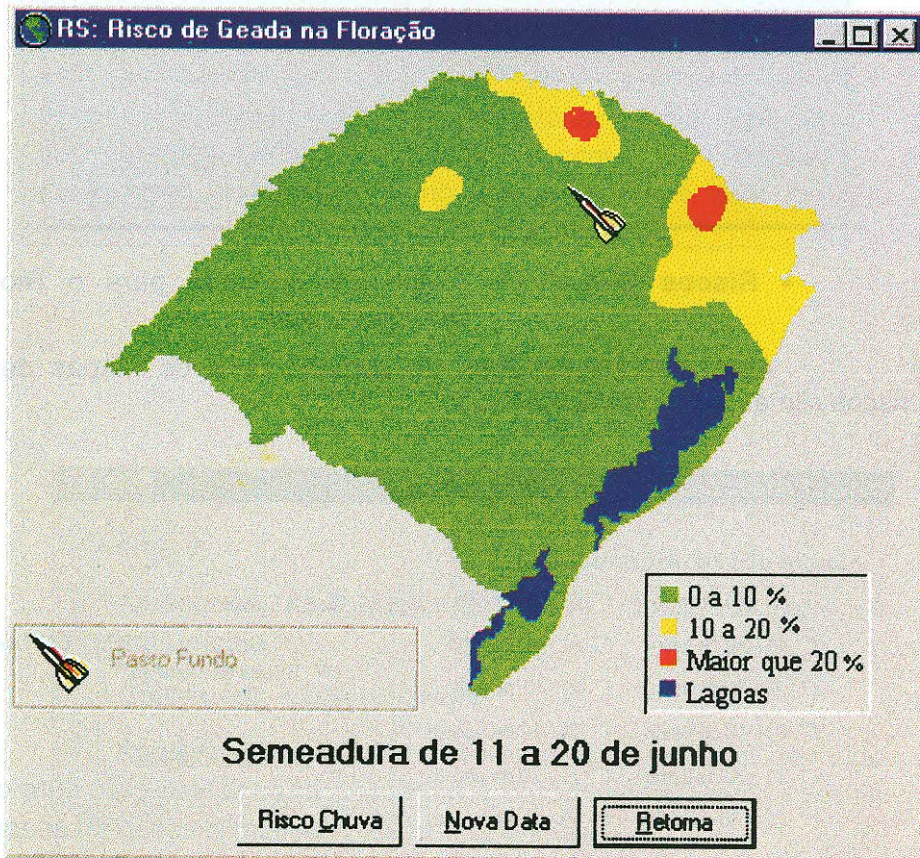 RS: Risco de Geada na Floração
0 a 10 %
10 a 20 %
Maior que 20 %
Lagoas
Passo Fundo
Semeadura de 11 a 20 de junho
Risco Chuva
Nova Data
Retorna